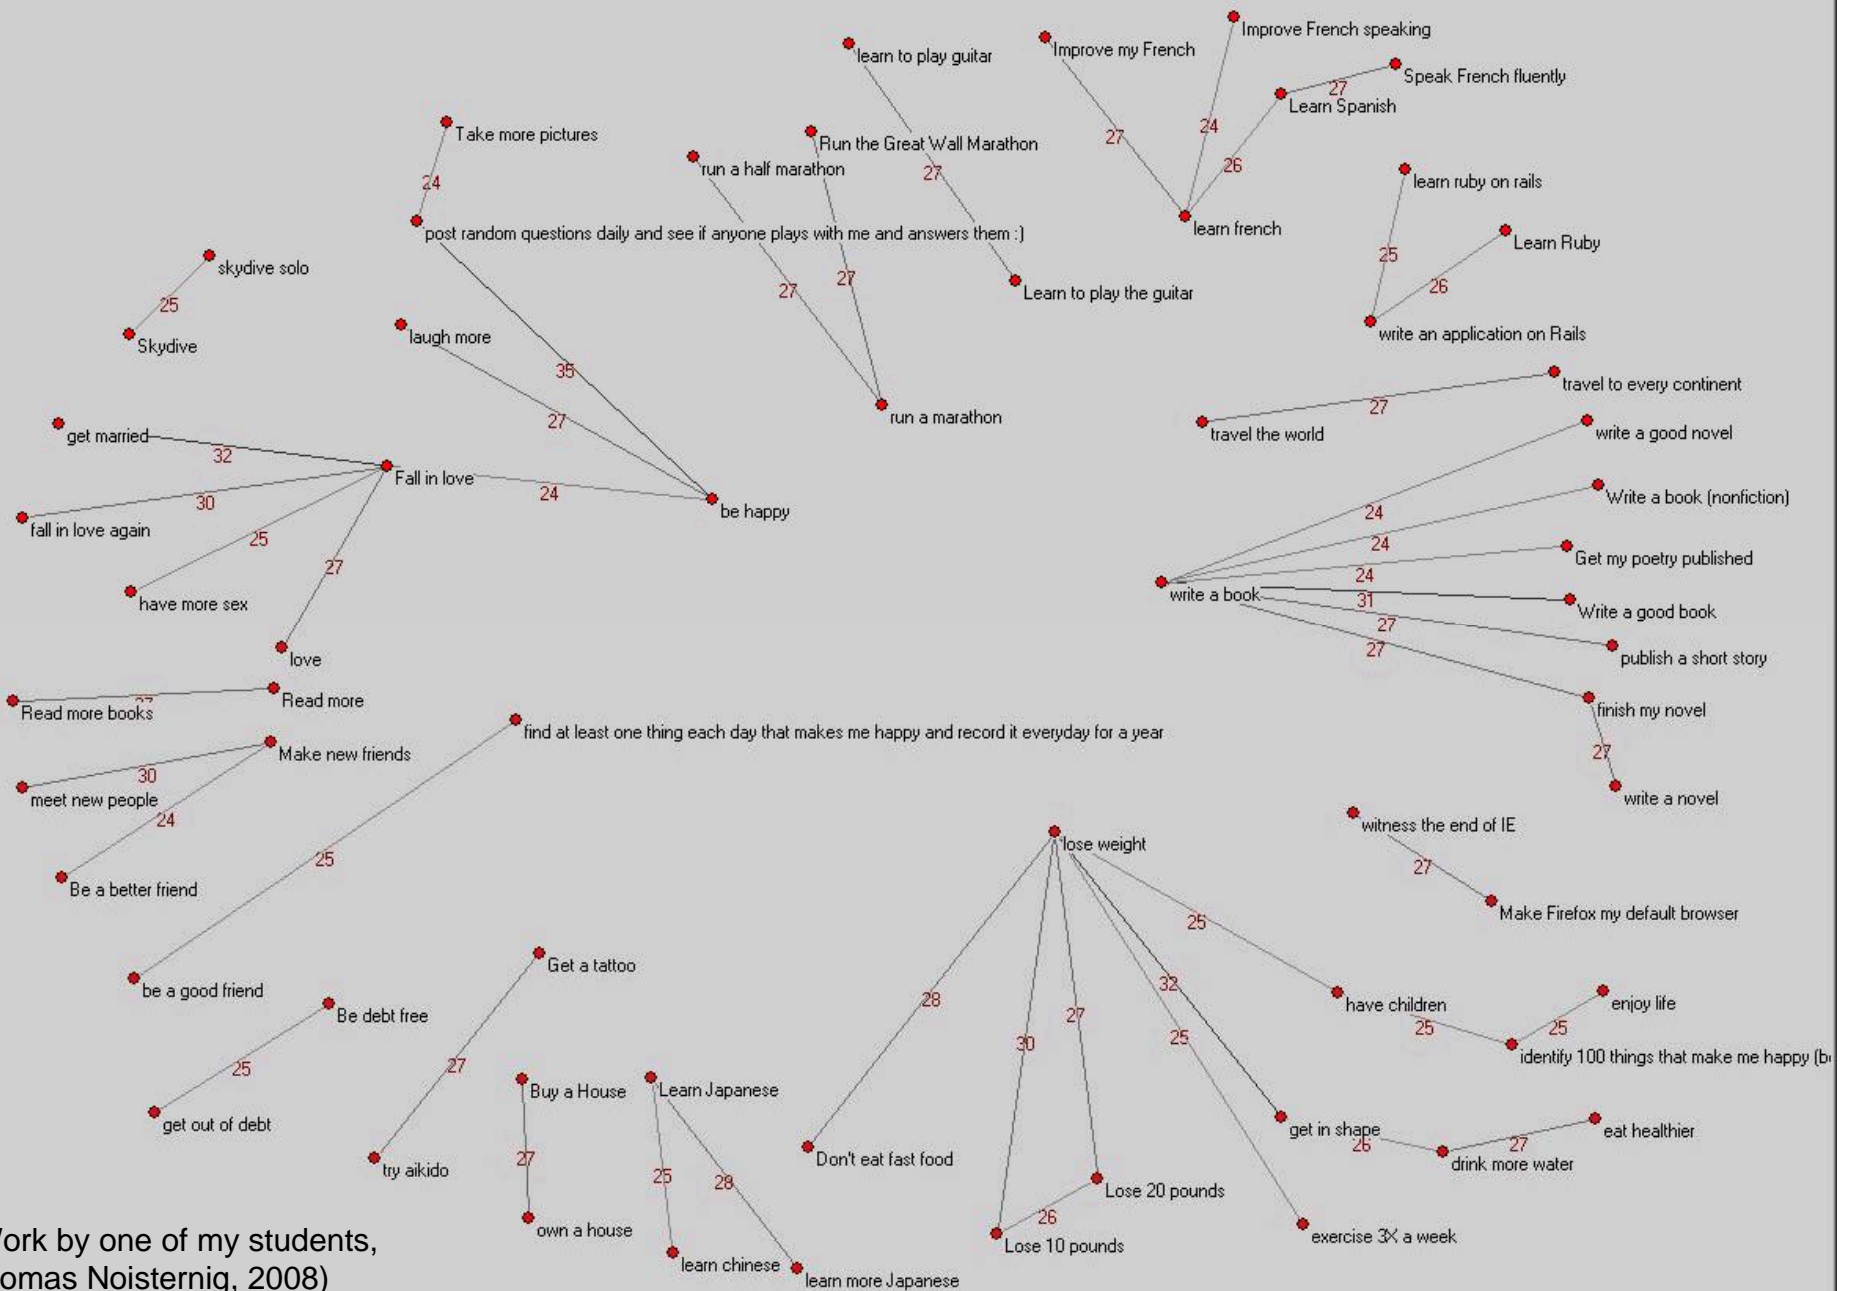 Improve French speaking
Improve my French
learn to play guitar
Speak French fluently
27
Learn Spanish
Take more pictures
24
27
Run the Great Wall Marathon
run a half marathon
26
27
24
learn ruby on rails
learn french
post random questions daily and see if anyone plays with me and answers them :)
Learn Ruby
25
skydive solo
27
27
26
Learn to play the guitar
25
Skydive
laugh more
write an application on Rails
35
travel to every continent
27
27
run a marathon
travel the world
write a good novel
get married
32
Fall in love
24
30
be happy
Write a book (nonfiction)
24
fall in love again
25
24
Get my poetry published
27
24
write a book
31
have more sex
Write a good book
27
27
love
publish a short story
Read more
Read more books
finish my novel
find at least one thing each day that makes me happy and record it everyday for a year
27
Make new friends
30
meet new people
write a novel
24
witness the end of IE
lose weight
25
27
Be a better friend
Make Firefox my default browser
25
Get a tattoo
32
be a good friend
28
have children
enjoy life
Be debt free
27
25
25
30
25
identify 100 things that make me happy (b
25
27
Buy a House
Learn Japanese
get out of debt
get in shape
26
27
eat healthier
27
Don't eat fast food
drink more water
try aikido
25
28
Lose 20 pounds
26
own a house
exercise 3X a week
Lose 10 pounds
learn chinese
learn more Japanese
Work by one of my students,
omas Noisternig, 2008)